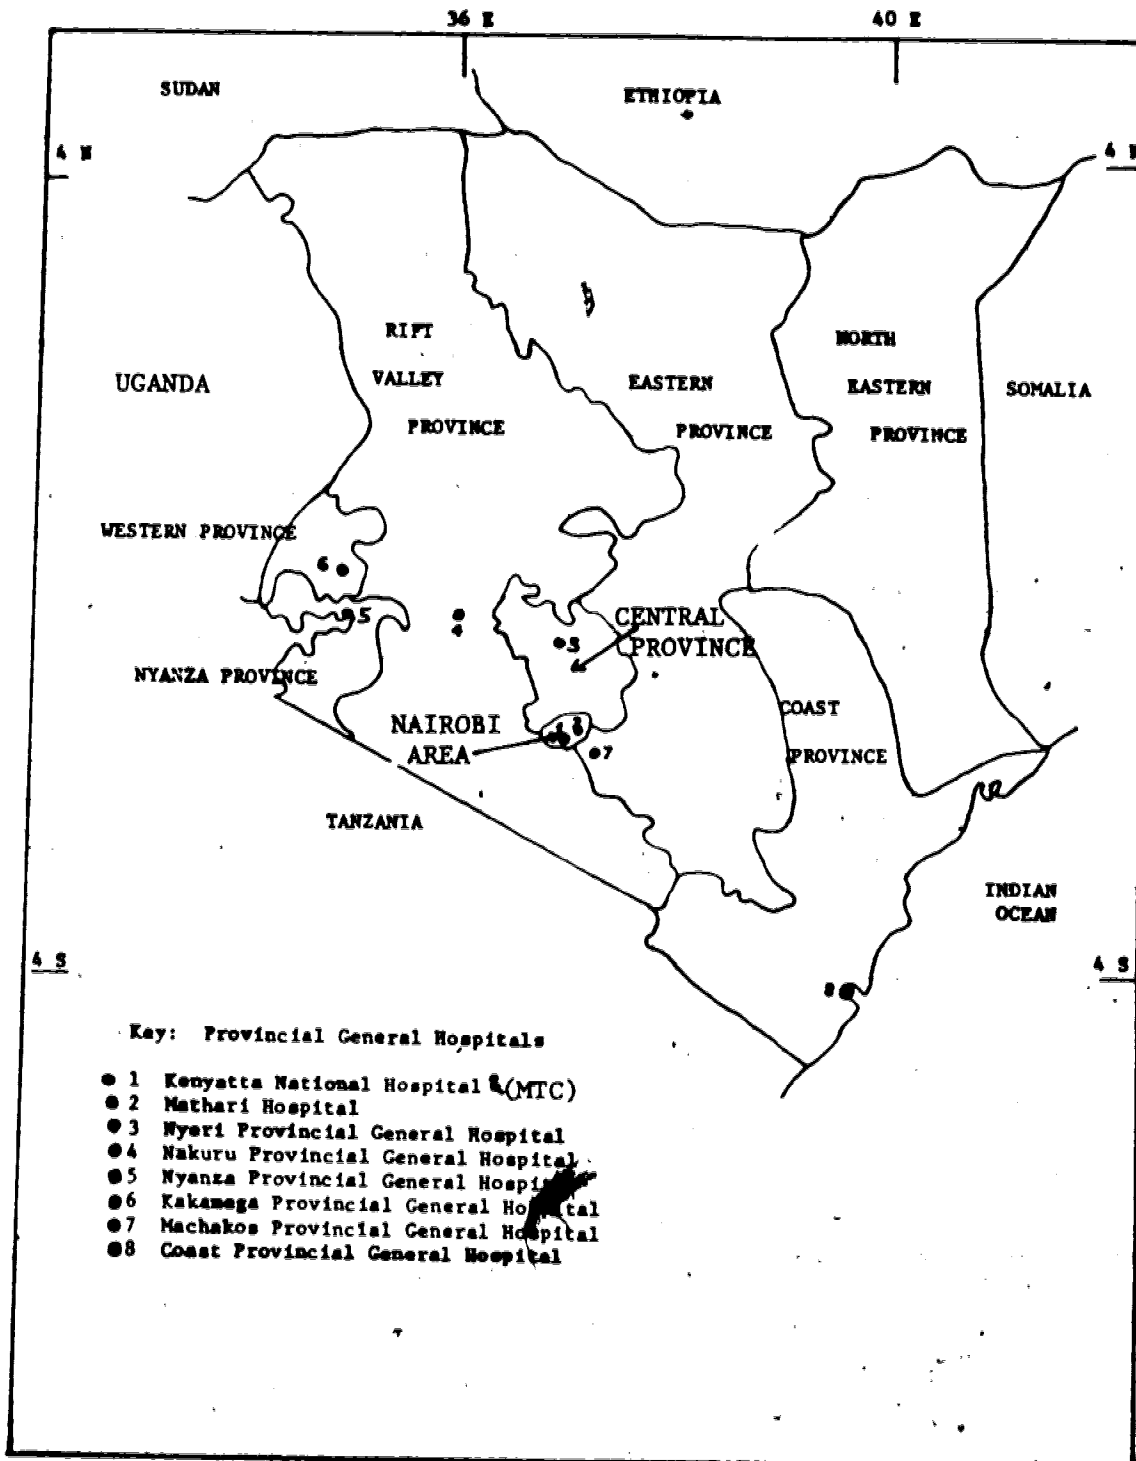 36 E
40 E
SUDAN
ETHIOPIA
4 N
4 N
RIFT
VALLEY
PROVINCE
UGANDA
EASTERN
PROVINCE
NORTH
EASTERN
PROVINCE
SOMALIA
WESTERN PROVINCE
6
5
4
CENTRAL
PROVINCE
3
NYANZA PROVINCE
NAIROBI
AREA
1
2
7
COAST
PROVINCE
TANZANIA
INDIAN
OCEAN
4 S
4 S
8
Key: Provincial General Hospitals
1 Kenyatta National Hospital &(MTC)
2 Mathari Hospital
3 Nyeri Provincial General Hospital
4 Nakuru Provincial General Hospital
5 Nyanza Provincial General Hospital
6 Kakamega Provincial General Hospital
7 Machakos Provincial General Hospital
8 Coast Provincial General Hospital